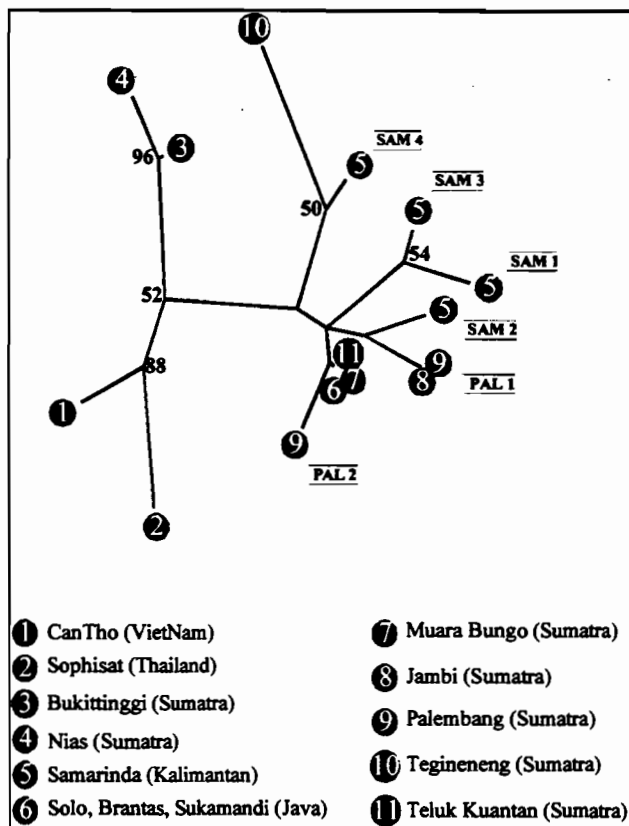 10
4
3
96
SAM 4
5
50
SAM 3
5
54
SAM 1
5
52
5
SAM 2
88
11
9
PAL 1
8
7
6
1
9
PAL 2
2
1 CanTho (VietNam)
2 Sophisat (Thailand)
3 Bukittinggi (Sumatra)
4 Nias (Sumatra)
5 Samarinda (Kalimantan)
6 Solo, Brantas, Sukamandi (Java)
7 Muara Bungo (Sumatra)
8 Jambi (Sumatra)
9 Palembang (Sumatra)
10 Tegineneng (Sumatra)
11 Teluk Kuantan (Sumatra)